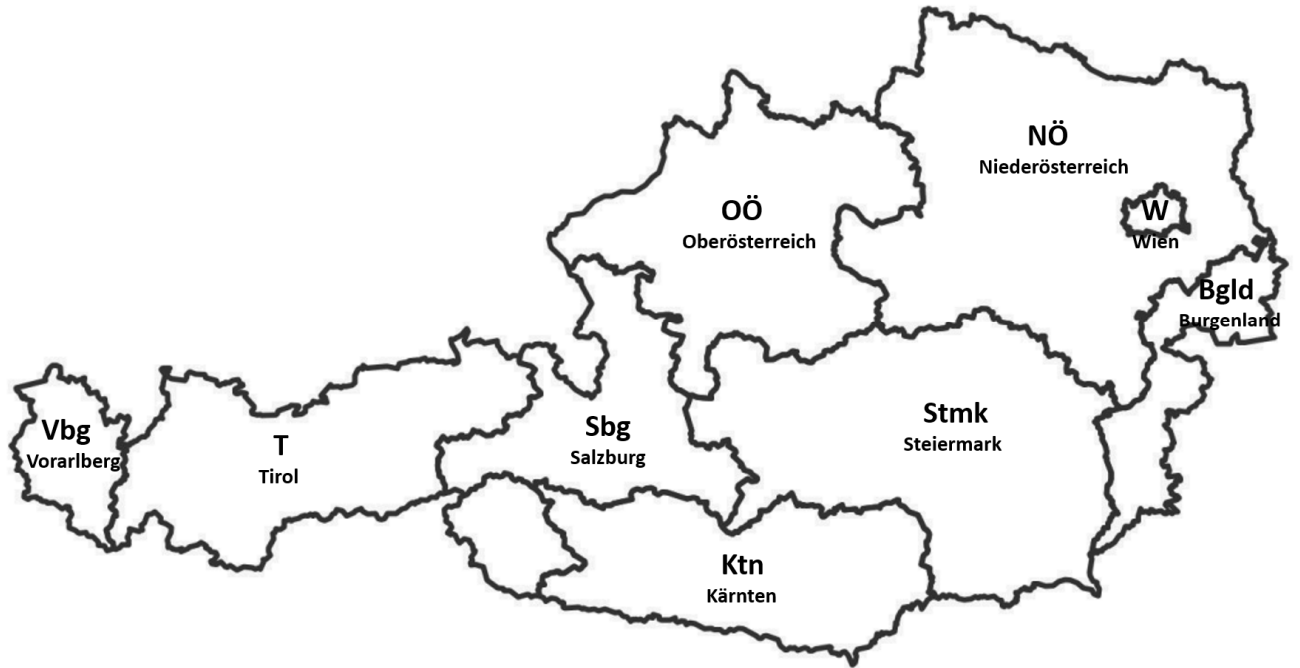 NÖ
Niederösterreich
OÖ
Oberösterreich
W
Wien
Bgld
Burgenland
Vbg
Vorarlberg
T
Tirol
Sbg
Salzburg
Stmk
Steiermark
Ktn
Kärnten